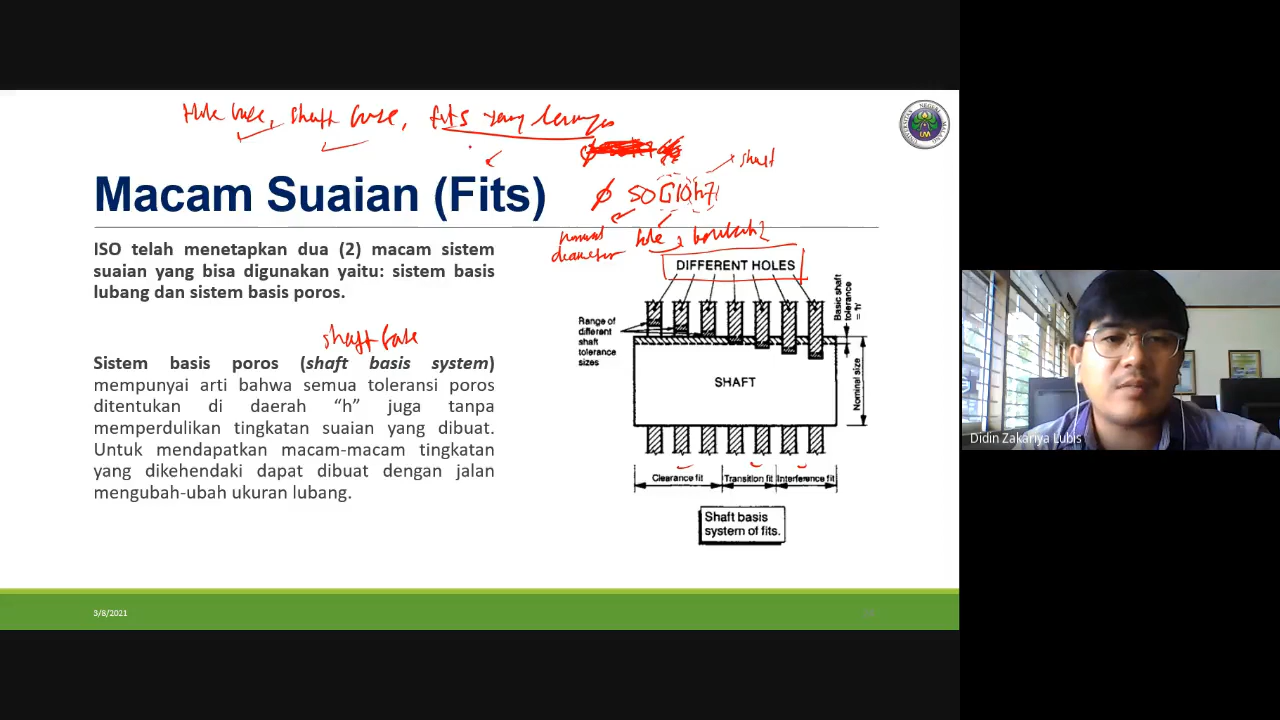 Hole base, shaft base, fits yang
shaft
Ø 50 G10h7
Macam Suaian (Fits)
hole
diameter
ISO telah menetapkan dua (2) macam sistem
suaian yang bisa digunakan yaitu: sistem basis
lubang dan sistem basis poros.
shaft base
Sistem basis poros (shaft basis system)
mempunyai arti bahwa semua toleransi poros
ditentukan di daerah “h” juga tanpa
memperdulikan tingkatan suaian yang dibuat.
Untuk mendapatkan macam-macam tingkatan
yang dikehendaki dapat dibuat dengan jalan
mengubah-ubah ukuran lubang.
DIFFERENT HOLES
Range of
different
shaft
tolerance
sizes
Basic shaft
tolerance
= 'h'
SHAFT
Nominal size
Clearance fit
Transition fit
Interference fit
Shaft basis
system of fits.
3/8/2021
Didin Zakariya Lubis